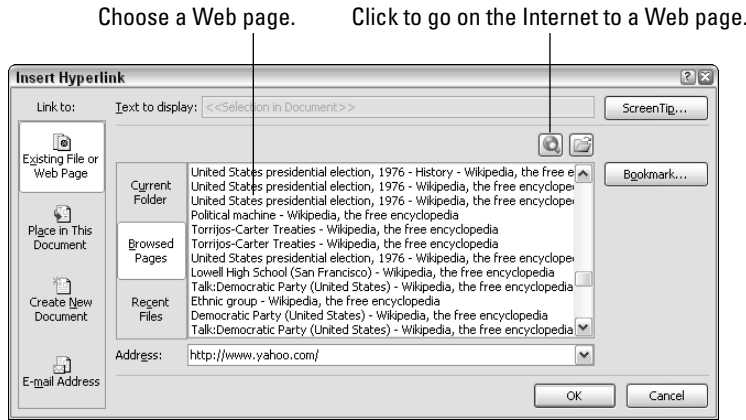 Choose a Web page. Click to go on the Internet to a Web page.
Insert Hyperlink
Link to: Text to display: <<Selection in Document>> ScreenTip...
Existing File or
Web Page
Place in This
Document
Create New
Document
E-mail Address
Current
Folder
Browsed
Pages
Recent
Files
United States presidential election, 1976 - History - Wikipedia, the free e
United States presidential election, 1976 - Wikipedia, the free encyclope
United States presidential election, 1976 - Wikipedia, the free encyclope
Political machine - Wikipedia, the free encyclopedia
Torrijos-Carter Treaties - Wikipedia, the free encyclopedia
Torrijos-Carter Treaties - Wikipedia, the free encyclopedia
United States presidential election, 1976 - Wikipedia, the free encyclope
Lowell High School (San Francisco) - Wikipedia, the free encyclopedia
Talk:Democratic Party (United States) - Wikipedia, the free encyclopedia
Ethnic group - Wikipedia, the free encyclopedia
Democratic Party (United States) - Wikipedia, the free encyclopedia
Talk:Democratic Party (United States) - Wikipedia, the free encyclopedia
Bookmark...
Address: http://www.yahoo.com/
OK Cancel